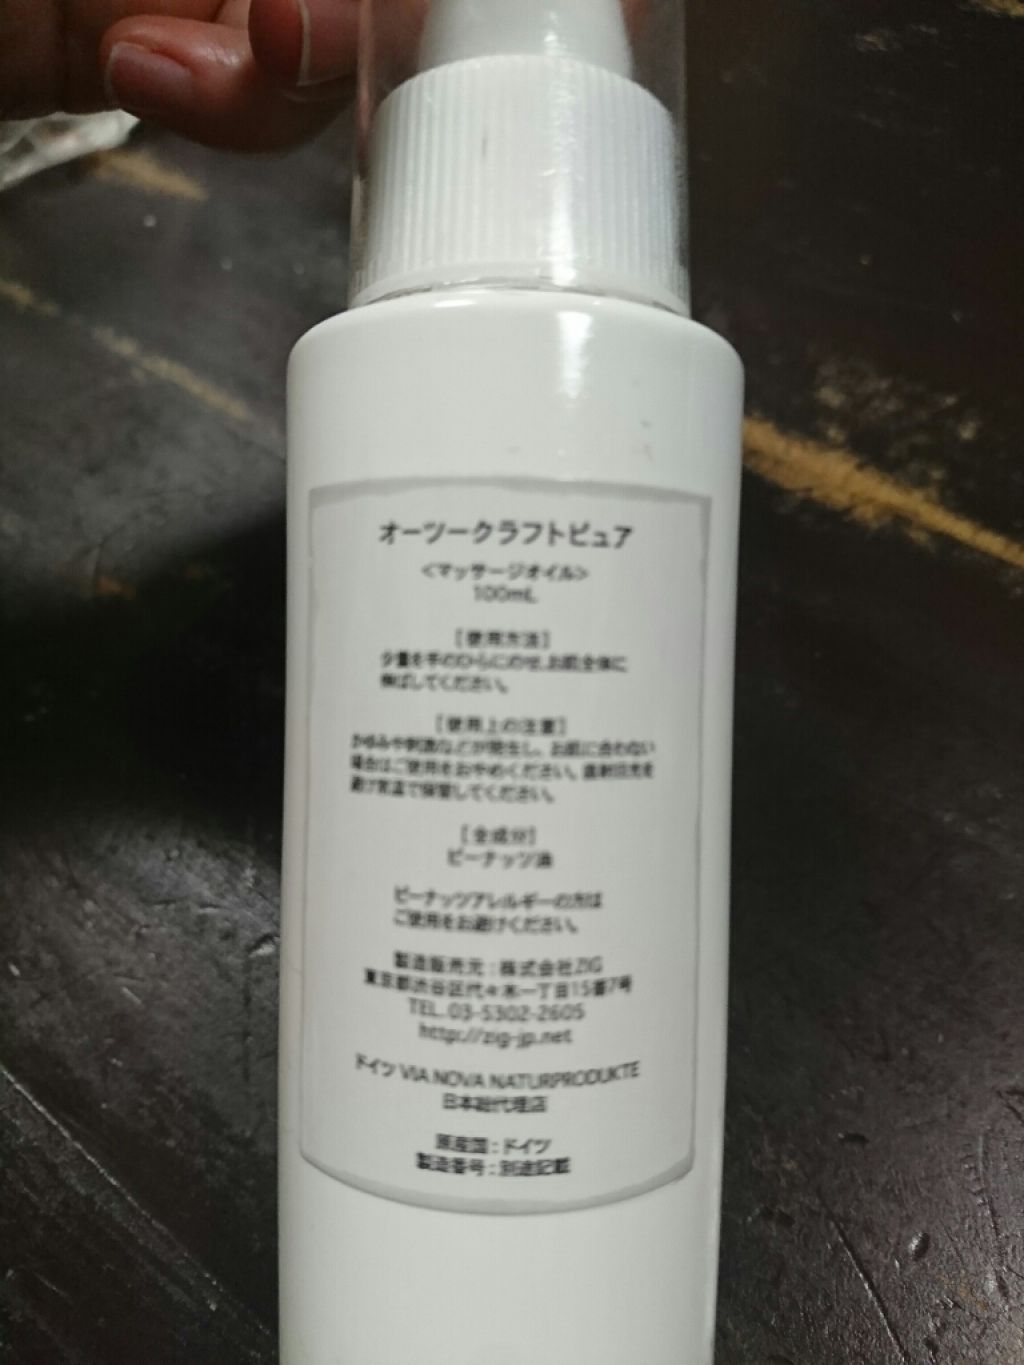 オーツークラフトピュア
<マッサージオイル>
100mL
【使用方法】
少量を手のひらにのせ、お肌全体に
伸ばしてください。
【使用上の注意】
かゆみや刺激などが発生し、お肌に合わない
場合はご使用をおやめください。直射日光を
避け常温で保管してください。
【全成分】
ピーナッツ油
ピーナッツアレルギーの方は
ご使用をお避けください。
製造販売元:株式会社ZIG
東京都渋谷区代々木一丁目15番7号
TEL.03-5302-2605
http://zig-jp.net
ドイツ VIA NOVA NATURPRODUKTE
日本総代理店
原産国:ドイツ
製造番号:別途記載